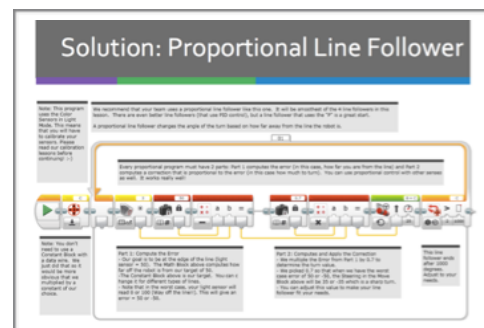 Solution: Proportional Line Follower
Note: This program
uses the Color
Sensors in Light
Mode. This means
that you will have
to calibrate your
sensors. Please
read our calibration
lessons before
continuing! :-)
We recommend that your team uses a proportional line follower like this one. It will be smoothest of the 4 line followers in this
lesson. There are even better line followers (that use PID control), but a line follower that uses the "P" is a great start.
A proportional line follower changes the angle of the turn based on how far away from the line the robot is.
01
Every proportional program must have 2 parts: Part 1 computes the error (in this case, how far you are from the line) and Part 2
computes a correction that is proportional to the error (in this case how much to turn). You can use proportional control with other sensors
as well. It works really well!
a b =
a b =
Note: You don't
need to use a
Constant Block with
a data wire. We
just did that so it
would be more
obvious that we
multiplied by a
constant of our
choice.
Part 1: Compute the Error
- Our goal is to be at the edge of the line (light
sensor = 50). The Math Block above computes how
far off the robot is from our target of 50.
- The Constant Block above is our target. You can
change it for different types of lines.
- Note that in the worst case, your light sensor will
read 0 or 100 (Way off the line!). This will give an
error = 50 or -50.
Part 2: Compute and Apply the Correction
- We multiply the Error from Part 1 by 0.7 to
determine the turn value.
- We picked 0.7 so that when we have the worst
case error of 50 or -50, the Steering in the Move
Block above will be 35 or -35 which is a sharp turn.
- You can adjust this value to make your line
follower fit your needs.
This line
follower ends
after 1000
degrees.
Adjust to your
needs.